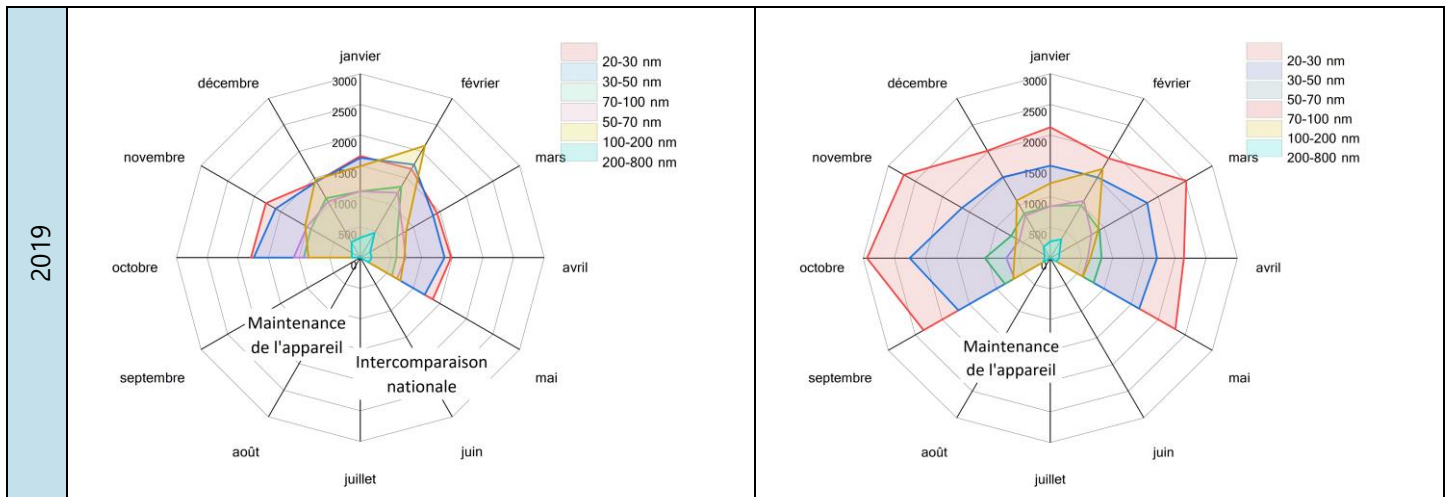 2019
janvier
février
mars
avril
mai
juin
juillet
août
septembre
octobre
novembre
décembre
3000
2500
2000
1500
1000
500
0
Maintenance
de l'appareil
Intercomparaison
nationale
20-30 nm
30-50 nm
70-100 nm
50-70 nm
100-200 nm
200-800 nm
janvier
février
mars
avril
mai
juin
juillet
août
septembre
octobre
novembre
décembre
3000
2500
2000
1500
1000
500
0
Maintenance
de l'appareil
20-30 nm
30-50 nm
50-70 nm
70-100 nm
100-200 nm
200-800 nm